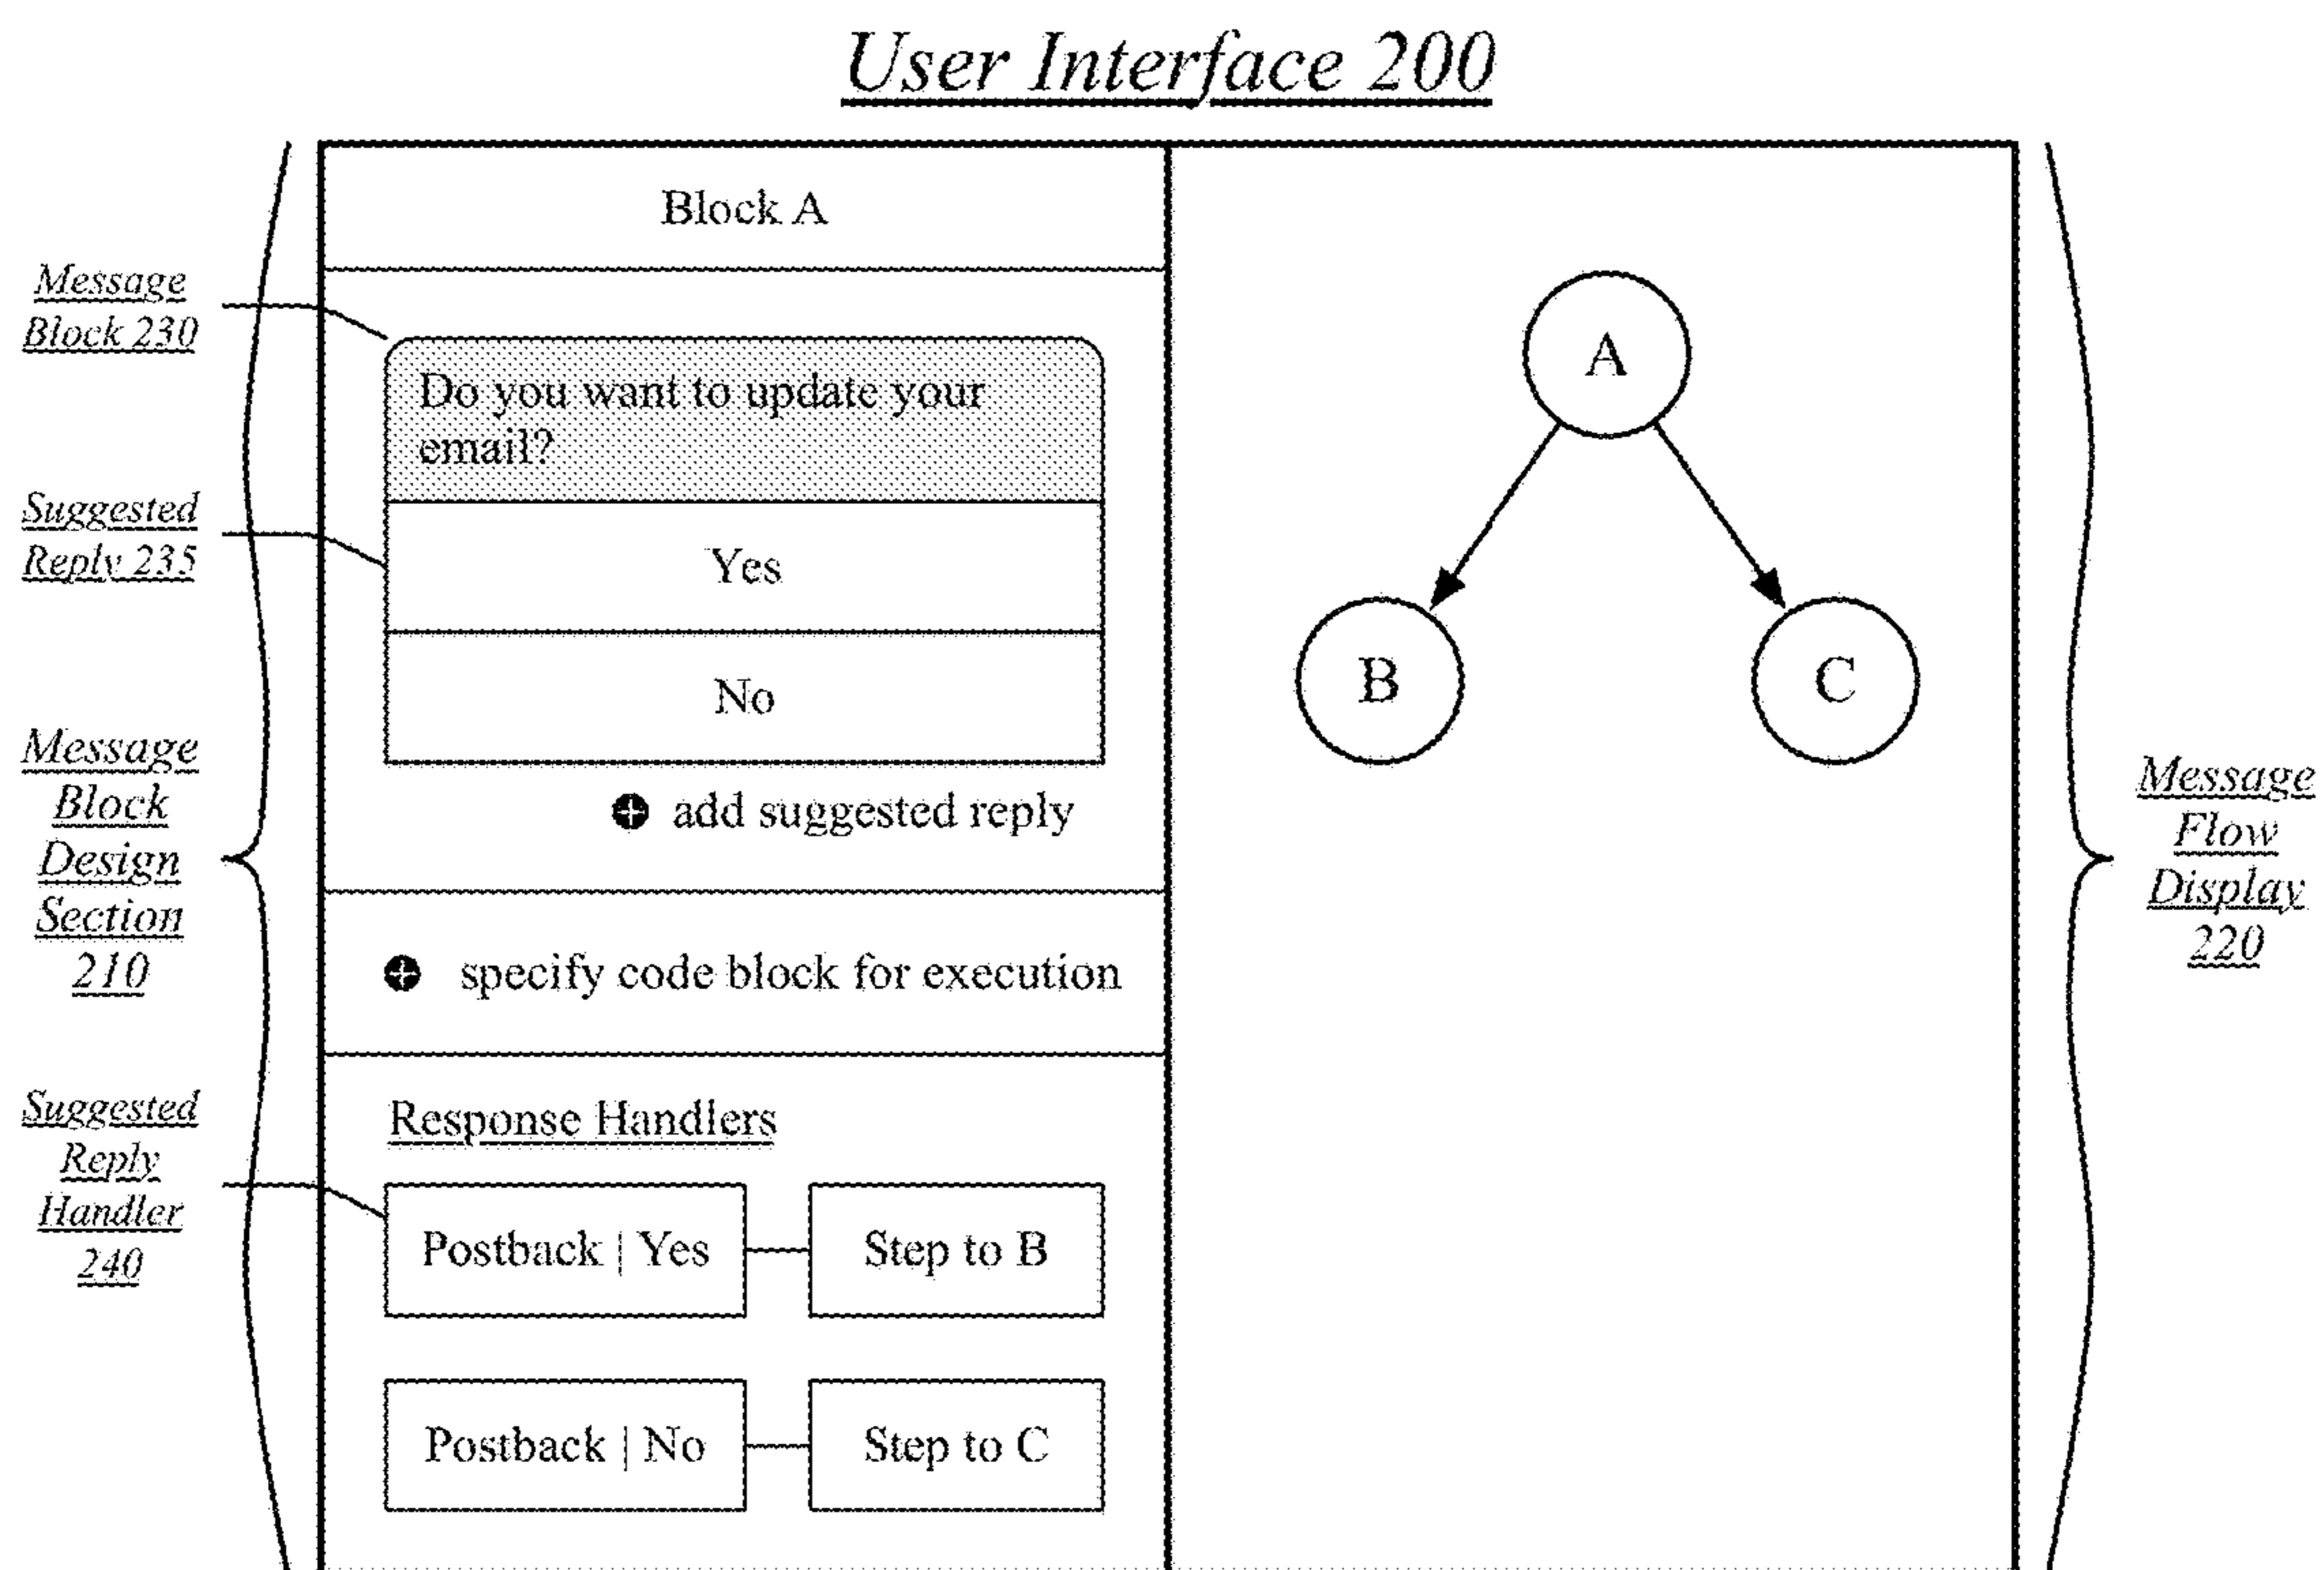 User Interface 200
Block A
Message
Block 230
Do you want to update your
email?
Suggested
Reply 235
Yes
No
add suggested reply
Message
Block
Design
Section
210
specify code block for execution
Suggested
Reply
Handler
240
Response Handlers
Postback | Yes
Step to B
Postback | No
Step to C
A
B
C
Message
Flow
Display
220